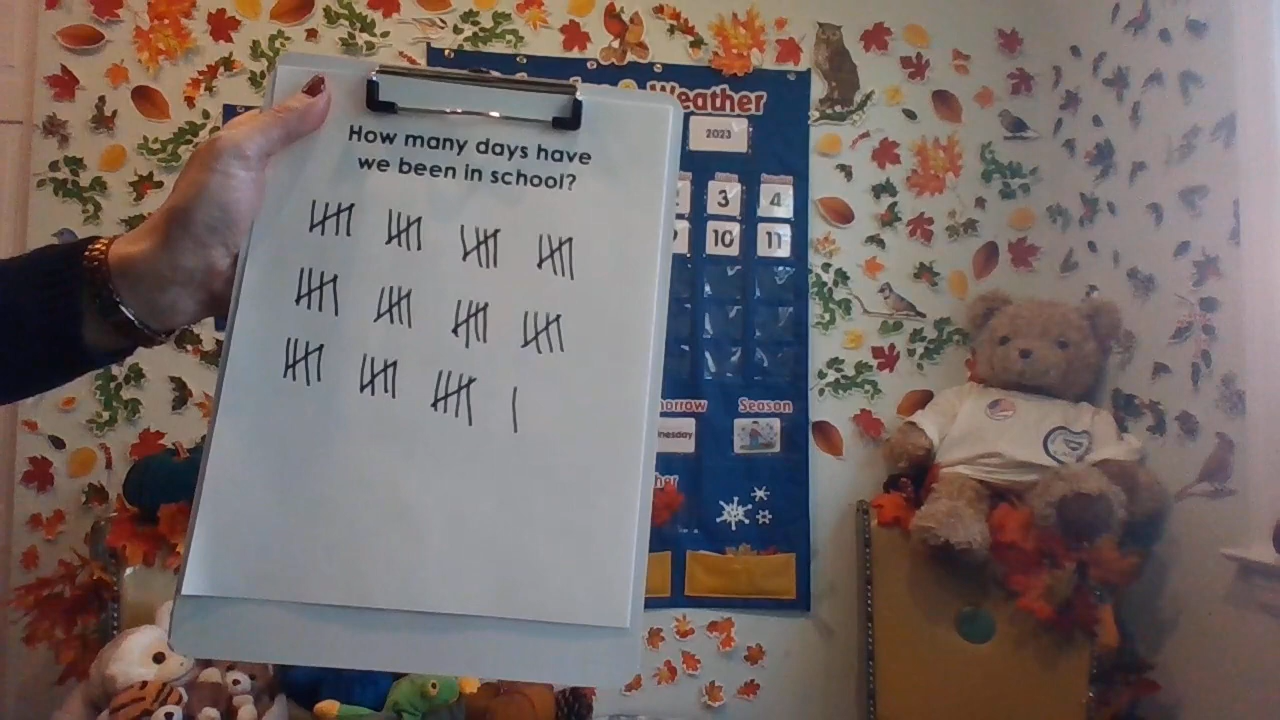 How many days have
we been in school?
Weather
2023
3 4
10 11
Season